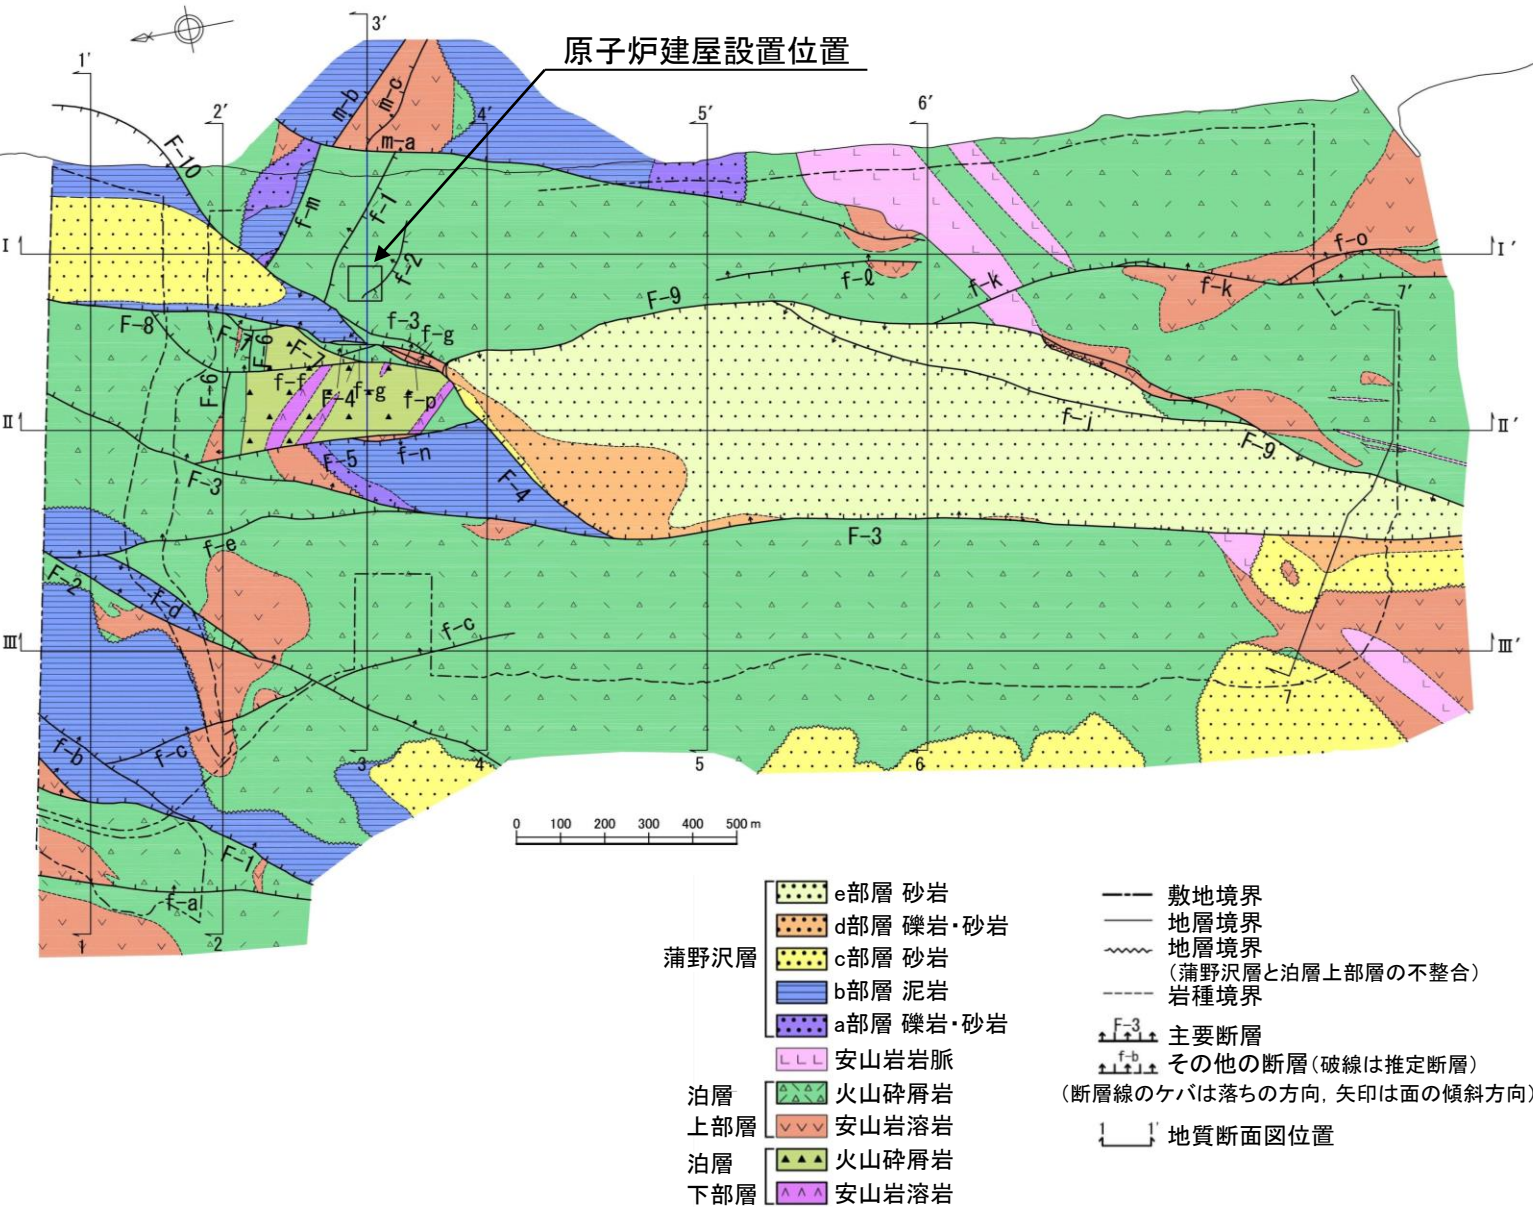 3'
原子炉建屋設置位置
1'
2'
4'
5'
6'
m-b
m-c
m-a
F-10
f-m
f-1
f-2
I
I'
f-o
f-k
f-k
f-ℓ
7'
F-9
F-8
F-7
F-6
F-7
f-3
f-g
F-6
f-f
F-4
f-g
f-p
II
II'
f-j
F-9
F-5
f-n
F-3
F-4
F-3
f-e
F-2
f-d
f-c
III
III'
7
f-b
f-c
3
4
5
6
F-1
f-a
1
2
0 100 200 300 400 500 m
蒲野沢層
e部層 砂岩
d部層 礫岩・砂岩
c部層 砂岩
b部層 泥岩
a部層 礫岩・砂岩
安山岩岩脈
泊層
上部層
火山砕屑岩
安山岩溶岩
泊層
下部層
火山砕屑岩
安山岩溶岩
敷地境界
地層境界
地層境界
(蒲野沢層と泊層上部層の不整合)
岩種境界
F-3 主要断層
f-b その他の断層(破線は推定断層)
(断層線のケバは落ちの方向, 矢印は面の傾斜方向)
1 1' 地質断面図位置